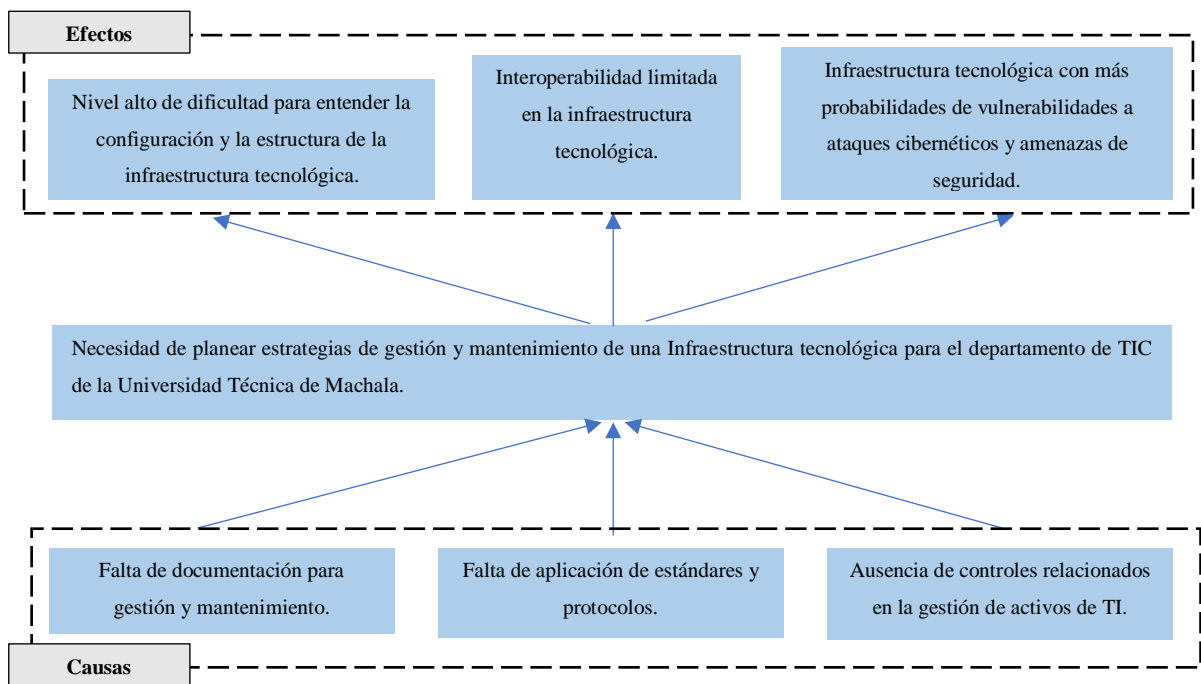 Efectos
Nivel alto de dificultad para entender la
configuración y la estructura de la
infraestructura tecnológica.
Interoperabilidad limitada
en la infraestructura
tecnológica.
Infraestructura tecnológica con más
probabilidades de vulnerabilidades a
ataques cibernéticos y amenazas de
seguridad.
Necesidad de planear estrategias de gestión y mantenimiento de una Infraestructura tecnológica para el departamento de TIC
de la Universidad Técnica de Machala.
Falta de documentación para
gestión y mantenimiento.
Falta de aplicación de estándares y
protocolos.
Ausencia de controles relacionados
en la gestión de activos de TI.
Causas